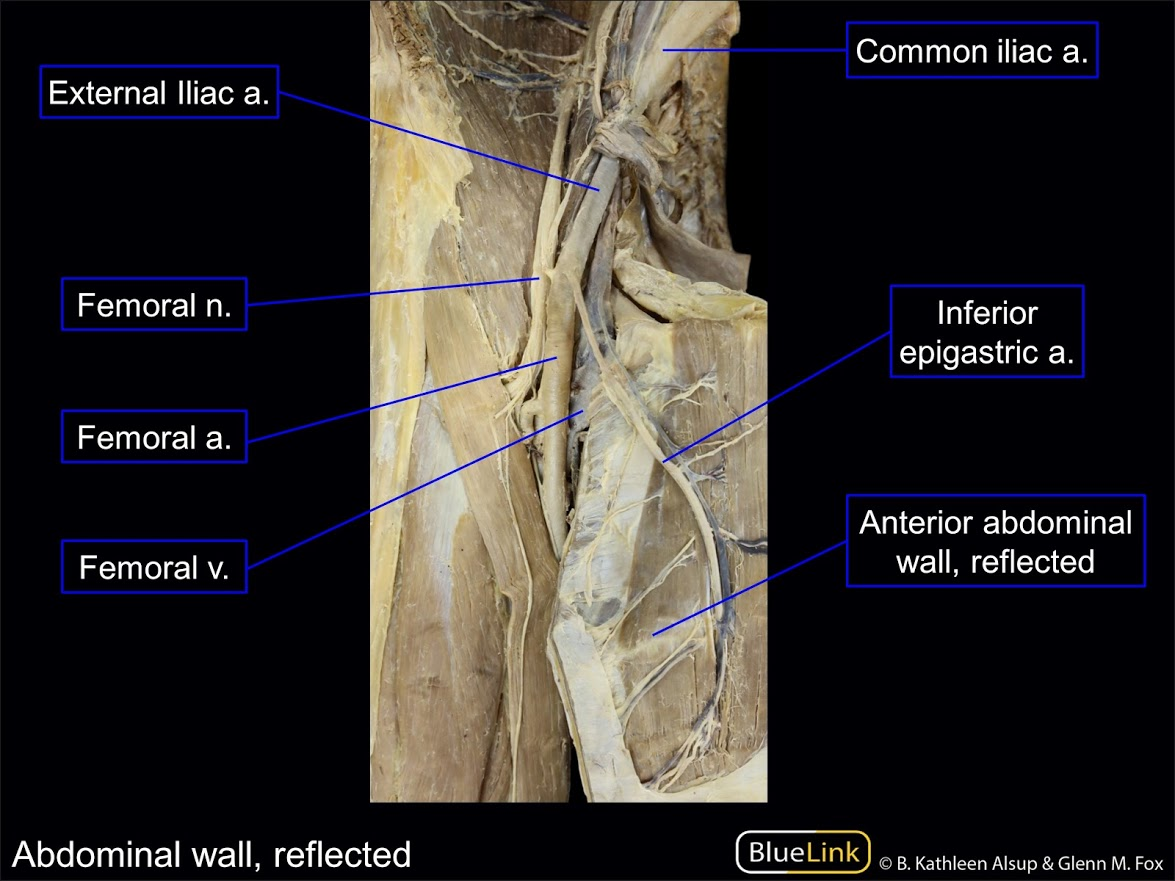 Common iliac a.
External Iliac a.
Femoral n.
Inferior
epigastric a.
Femoral a.
Anterior abdominal
wall, reflected
Femoral v.
Abdominal wall, reflected
BlueLink
© B. Kathleen Alsup & Glenn M. Fox